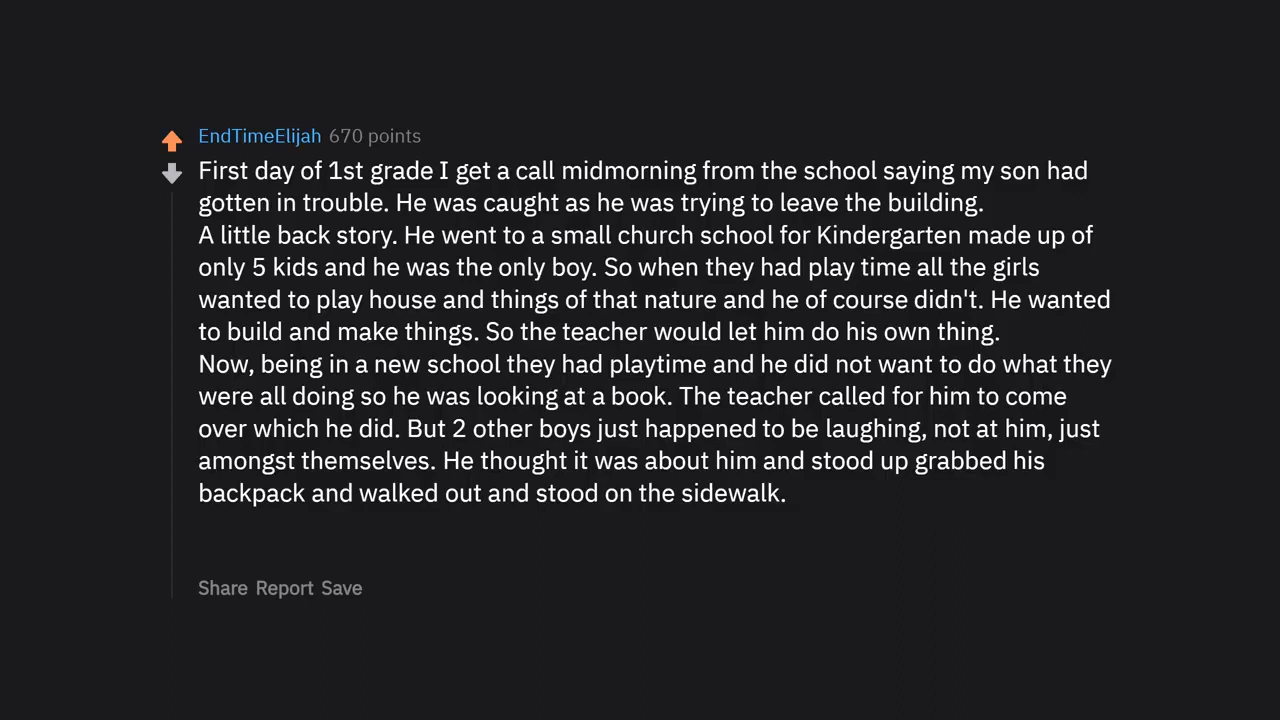 EndTimeElijah 670 points
First day of 1st grade I get a call midmorning from the school saying my son had
gotten in trouble. He was caught as he was trying to leave the building.
A little back story. He went to a small church school for Kindergarten made up of
only 5 kids and he was the only boy. So when they had play time all the girls
wanted to play house and things of that nature and he of course didn't. He wanted
to build and make things. So the teacher would let him do his own thing.
Now, being in a new school they had playtime and he did not want to do what they
were all doing so he was looking at a book. The teacher called for him to come
over which he did. But 2 other boys just happened to be laughing, not at him, just
amongst themselves. He thought it was about him and stood up grabbed his
backpack and walked out and stood on the sidewalk.
Share Report Save